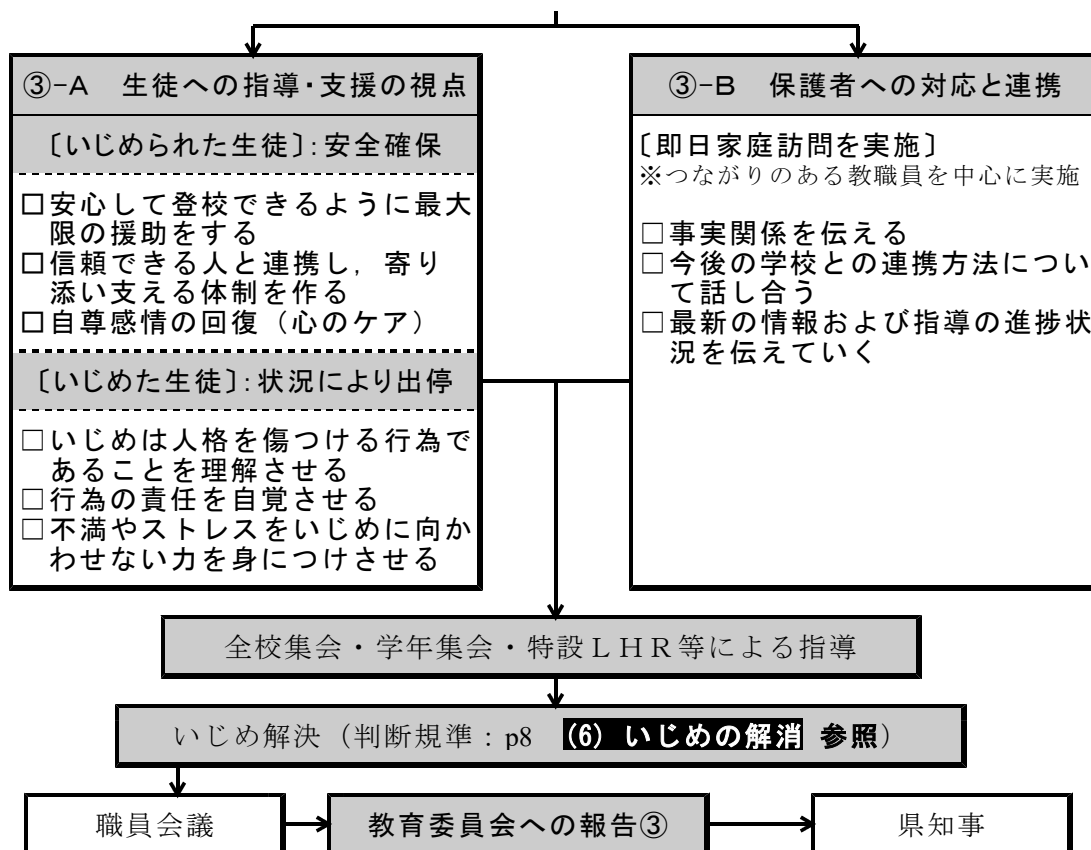 ③-A 生徒への指導・支援の視点
〔いじめられた生徒〕:安全確保
□安心して登校できるように最大
限の援助をする
□信頼できる人と連携し，寄り
添い支える体制を作る
□自尊感情の回復（心のケア）
〔いじめた生徒〕:状況により出停
□いじめは人格を傷つける行為で
あることを理解させる
□行為の責任を自覚させる
□不満やストレスをいじめに向か
わせない力を身につけさせる
③-B 保護者への対応と連携
〔即日家庭訪問を実施〕
※つながりのある教職員を中心に実施
□事実関係を伝える
□今後の学校との連携方法につい
て話し合う
□最新の情報および指導の進捗状
況を伝えていく
全校集会・学年集会・特設ＬＨＲ等による指導
いじめ解決（判断規準：p8 (6) いじめの解消 参照）
職員会議
教育委員会への報告③
県知事